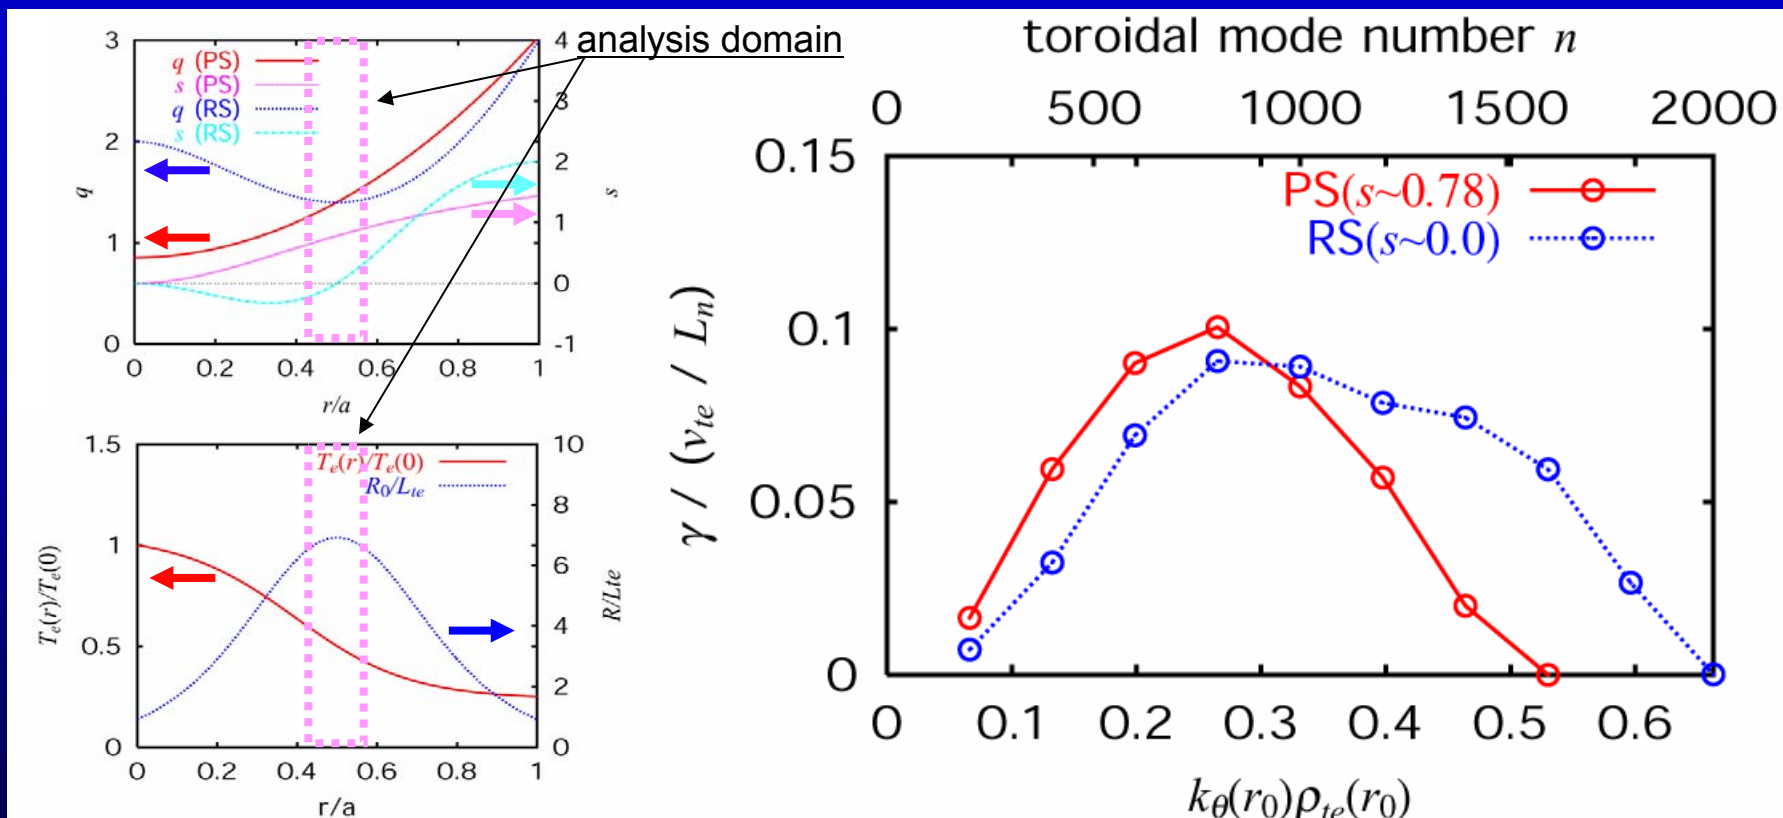 analysis domain
3
2
1
0
q
q (PS)
s (PS)
q (RS)
s (RS)
4
3
2
1
0
-1
s
0 0.2 0.4 0.6 0.8 1
r/a
1.5
1
0.5
0
T_e(r)/T_e(0)
T_e(r)/T_e(0)
R_0/L_te
10
8
6
4
2
0
R/Lte
0 0.2 0.4 0.6 0.8 1
r/a
toroidal mode number n
0 500 1000 1500 2000
0.15
0.1
0.05
0
γ / (v_te / L_n)
PS(s~0.78)
RS(s~0.0)
0 0.1 0.2 0.3 0.4 0.5 0.6
k_θ(r_0)ρ_te(r_0)